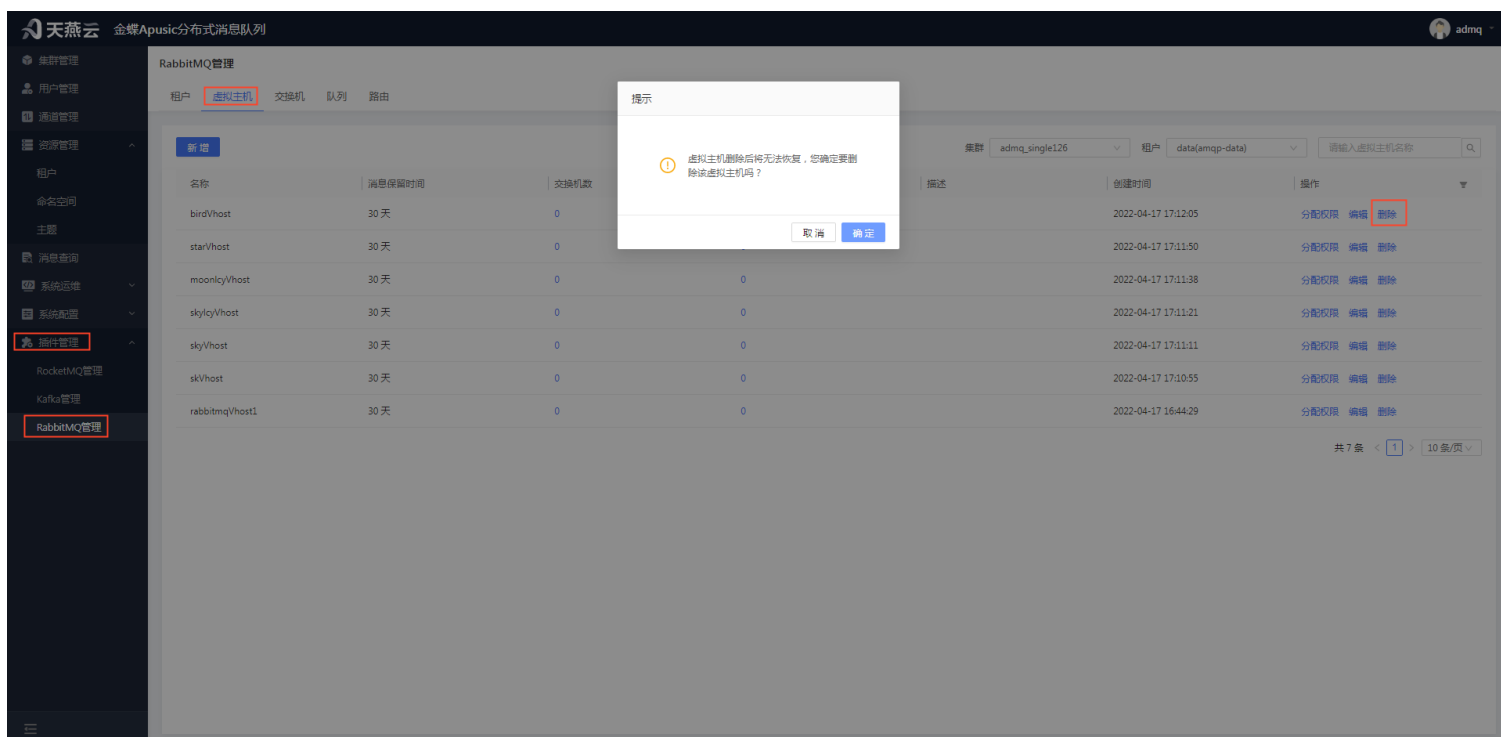 天燕云 金蝶Apusic分布式消息队列 admq
集群管理
用户管理
通道管理
资源管理
租户
命名空间
主题
消息查询
系统运维
系统配置
插件管理
RocketMQ管理
Kafka管理
RabbitMQ管理
RabbitMQ管理
租户 虚拟主机 交换机 队列 路由
新增 集群 admq_single126 租户 data(amqp-data) 请输入虚拟主机名称
名称 消息保留时间 交换机数 描述 创建时间 操作
birdVhost 30 天 0 2022-04-17 17:12:05 分配权限 编辑 删除
starVhost 30 天 0 2022-04-17 17:11:50 分配权限 编辑 删除
moonIcyVhost 30 天 0 0 2022-04-17 17:11:38 分配权限 编辑 删除
skyIcyVhost 30 天 0 0 2022-04-17 17:11:21 分配权限 编辑 删除
skyVhost 30 天 0 0 2022-04-17 17:11:11 分配权限 编辑 删除
skVhost 30 天 0 0 2022-04-17 17:10:55 分配权限 编辑 删除
rabbitmqVhost1 30 天 0 0 2022-04-17 16:44:29 分配权限 编辑 删除
共 7 条 < 1 > 10 条/页
提示
虚拟主机删除后将无法恢复，您确定要删
除该虚拟主机吗？
取 消 确 定